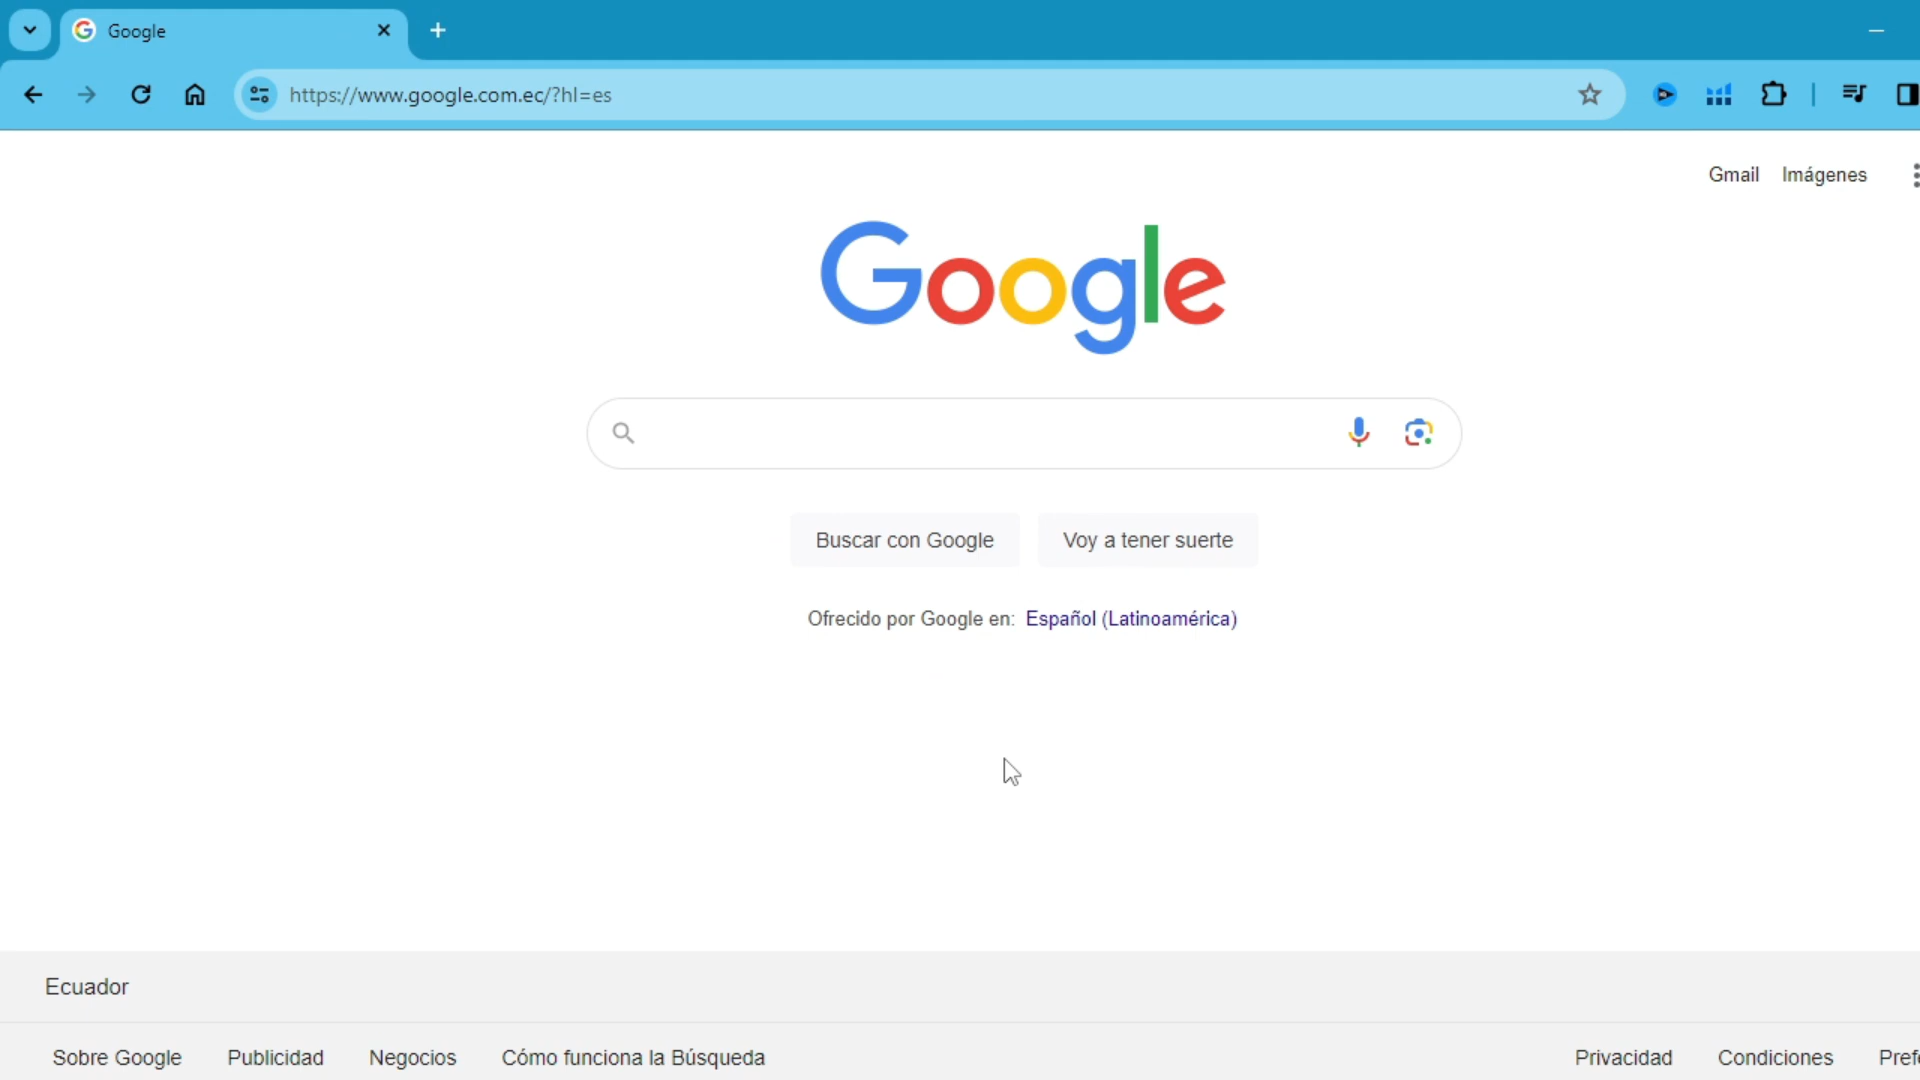 Google
https://www.google.com.ec/?hl=es
Gmail Imágenes
Google
Buscar con Google Voy a tener suerte
Ofrecido por Google en: Español (Latinoamérica)
Ecuador
Sobre Google Publicidad Negocios Cómo funciona la Búsqueda Privacidad Condiciones